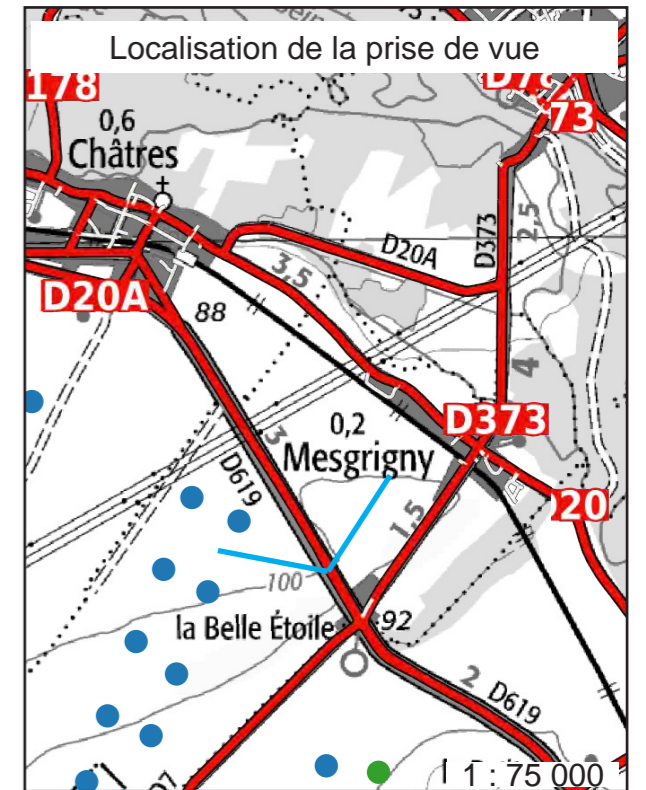 Localisation de la prise de vue
178
D78
73
0,6
Châtres
D20A
D373
2,5
3,5
D20A
88
4
D373
0,2
Mesgrigny
3
D619
1,5
20
100
la Belle Étoile
92
2
D619
1 : 75 000